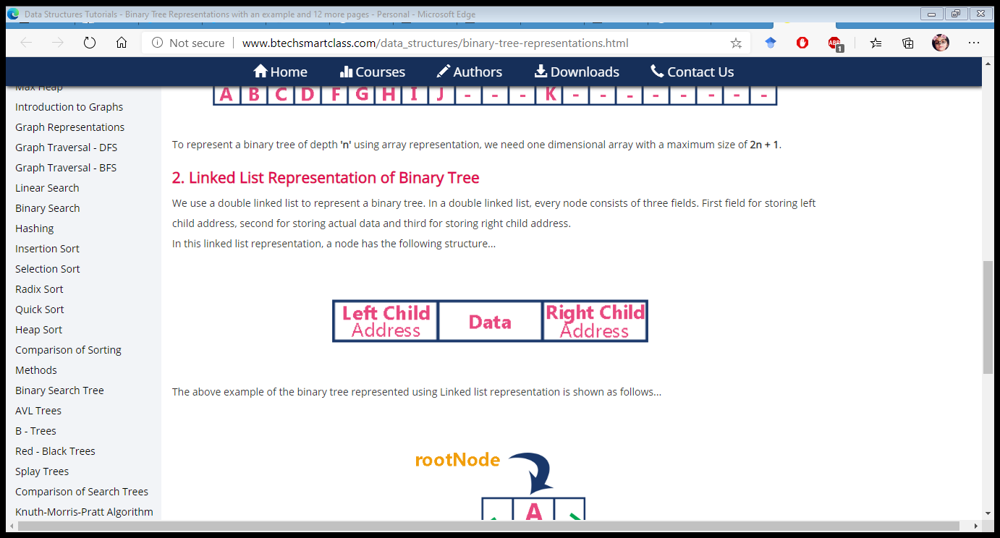 Data Structures Tutorials - Binary Tree Representations with an example and 12 more pages - Personal - Microsoft Edge
Not secure | www.btechsmartclass.com/data_structures/binary-tree-representations.html
ABP 1
Home Courses Authors Downloads Contact Us
Max Heap
Introduction to Graphs
Graph Representations
Graph Traversal - DFS
Graph Traversal - BFS
Linear Search
Binary Search
Hashing
Insertion Sort
Selection Sort
Radix Sort
Quick Sort
Heap Sort
Comparison of Sorting
Methods
Binary Search Tree
AVL Trees
B - Trees
Red - Black Trees
Splay Trees
Comparison of Search Trees
Knuth-Morris-Pratt Algorithm
A B C D F G H I J - - - K - - - - - - - -
To represent a binary tree of depth 'n' using array representation, we need one dimensional array with a maximum size of 2n + 1.
2. Linked List Representation of Binary Tree
We use a double linked list to represent a binary tree. In a double linked list, every node consists of three fields. First field for storing left
child address, second for storing actual data and third for storing right child address.
In this linked list representation, a node has the following structure...
Left Child Address
Data
Right Child Address
The above example of the binary tree represented using Linked list representation is shown as follows...
rootNode
A